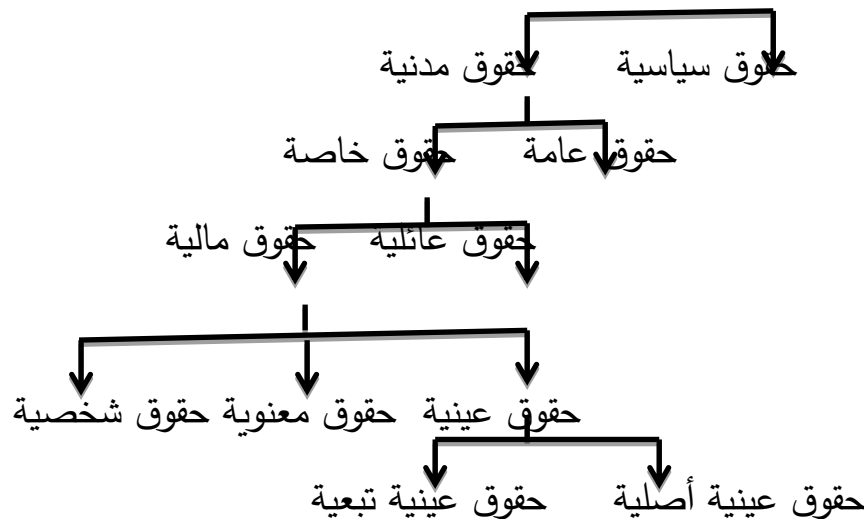 حقوق سياسية حقوق مدنية
حقوق عامة حقوق خاصة
حقوق عائلية حقوق مالية
حقوق عينية حقوق معنوية حقوق شخصية
حقوق عينية أصلية حقوق عينية تبعية